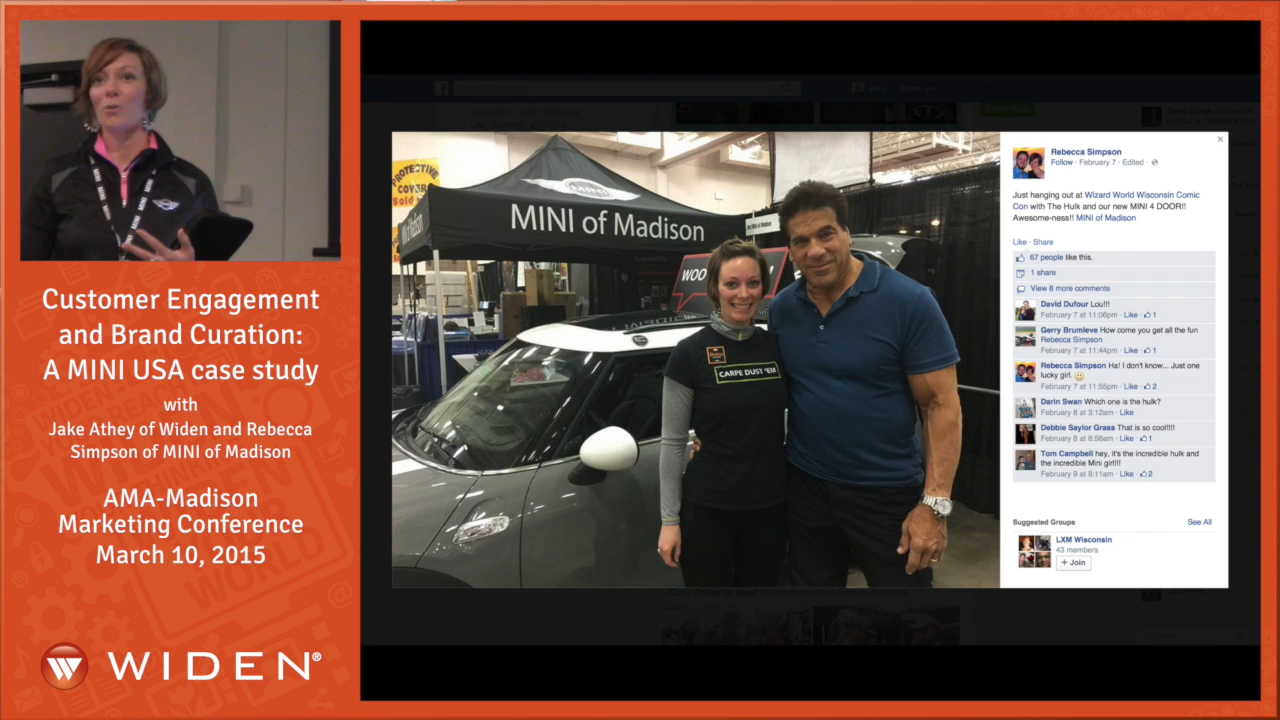 Customer Engagement
and Brand Curation:
A MINI USA case study
with
Jake Athey of Widen and Rebecca
Simpson of MINI of Madison
AMA-Madison
Marketing Conference
March 10, 2015
W WIDEN®
PROTECTIVE
COVER
Sold
MINI
MINI of Madison
WOO
CARPE DUST 'EM
Rebecca Simpson
Follow · February 7 · Edited ·
Just hanging out at Wizard World Wisconsin Comic
Con with The Hulk and our new MINI 4 DOOR!!
Awesome-ness!! MINI of Madison
Like · Share
67 people like this.
1 share
View 8 more comments
David Dufour Lou!!!
February 7 at 11:06pm · Like · 1
Gerry Brumleve How come you get all the fun
Rebecca Simpson
February 7 at 11:44pm · Like · 1
Rebecca Simpson Ha! I don't know... Just one
lucky girl.
February 7 at 11:55pm · Like · 2
Darin Swan Which one is the hulk?
February 8 at 3:12am · Like
Debbie Saylor Grass That is so cool!!!!
February 8 at 8:56am · Like · 1
Tom Campbell hey, it's the incredible hulk and
the incredible Mini girl!!!
February 9 at 8:11am · Like · 2
Suggested Groups See All
LXM Wisconsin
43 members
+ Join